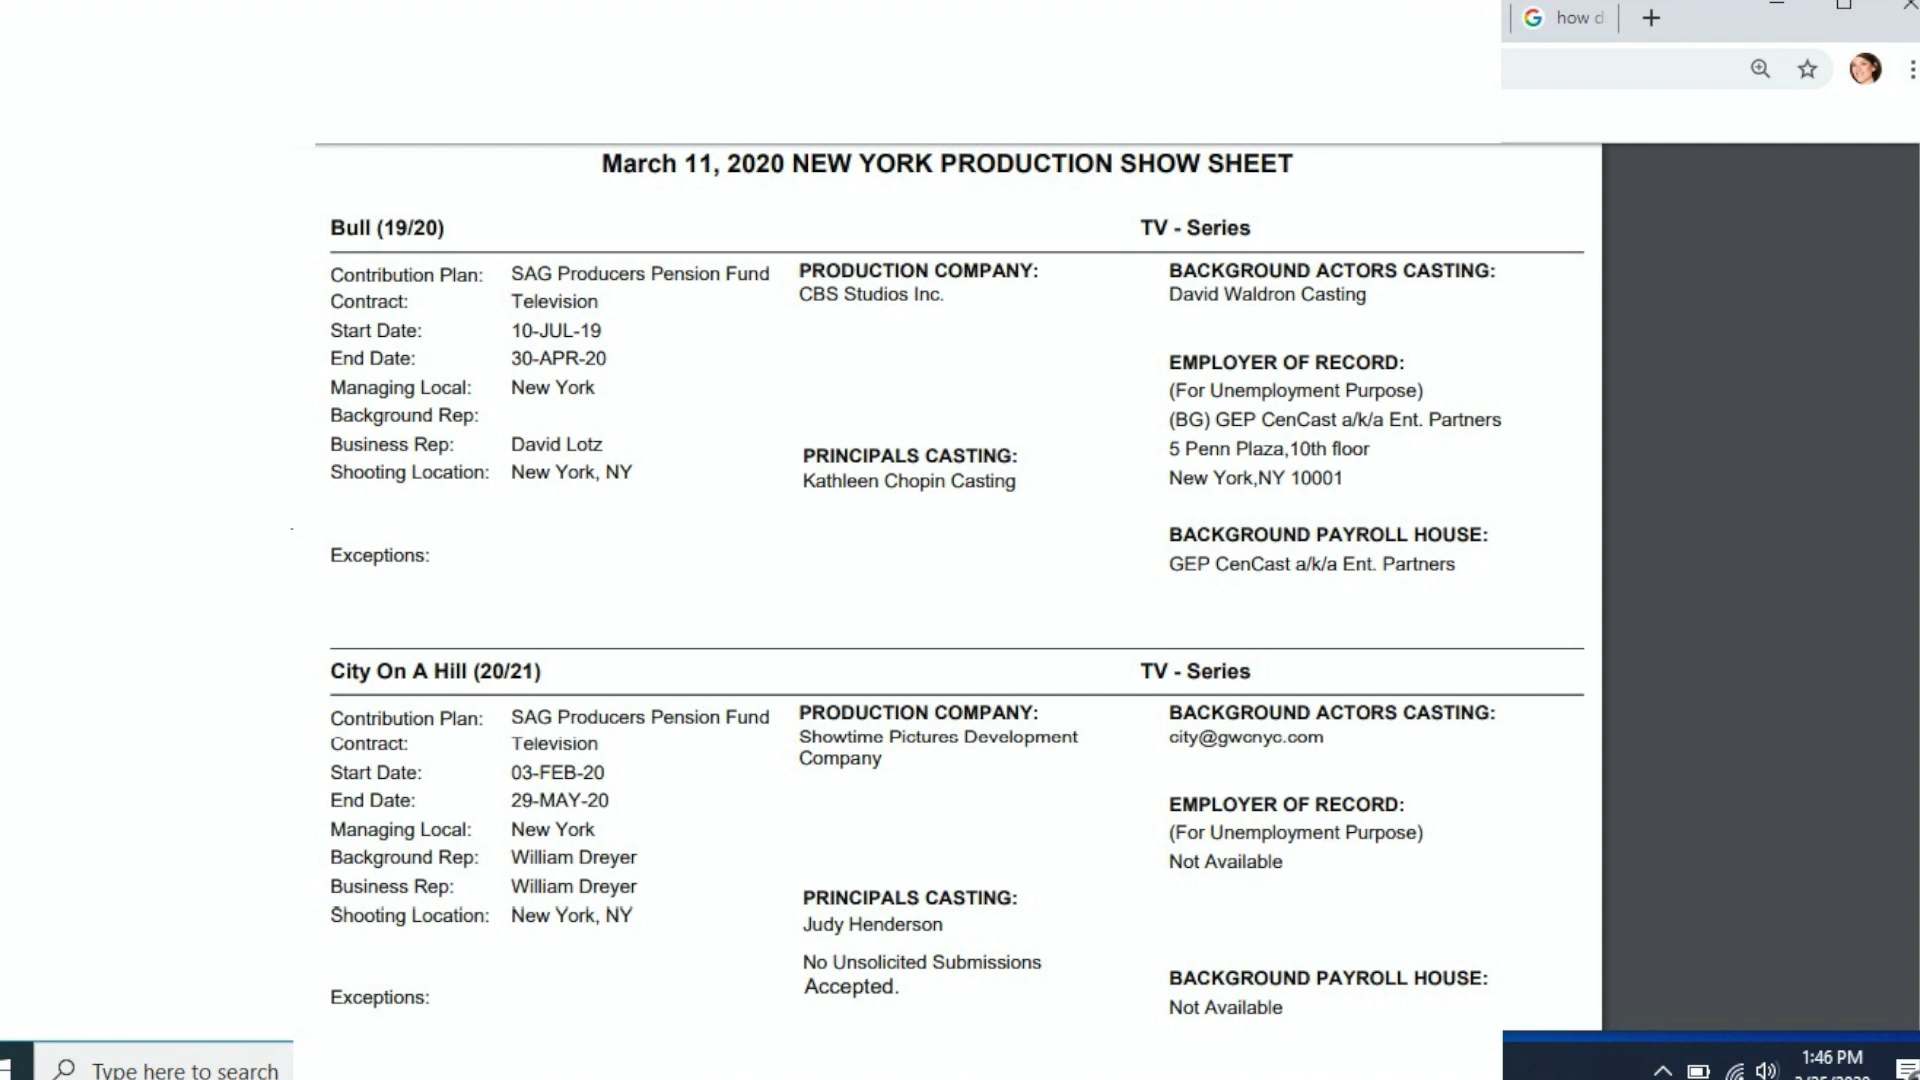 how
March 11, 2020 NEW YORK PRODUCTION SHOW SHEET
Bull (19/20) TV - Series
Contribution Plan: SAG Producers Pension Fund
Contract: Television
Start Date: 10-JUL-19
End Date: 30-APR-20
Managing Local: New York
Background Rep:
Business Rep: David Lotz
Shooting Location: New York, NY
Exceptions:
PRODUCTION COMPANY:
CBS Studios Inc.
PRINCIPALS CASTING:
Kathleen Chopin Casting
BACKGROUND ACTORS CASTING:
David Waldron Casting
EMPLOYER OF RECORD:
(For Unemployment Purpose)
(BG) GEP CenCast a/k/a Ent. Partners
5 Penn Plaza,10th floor
New York,NY 10001
BACKGROUND PAYROLL HOUSE:
GEP CenCast a/k/a Ent. Partners
City On A Hill (20/21) TV - Series
Contribution Plan: SAG Producers Pension Fund
Contract: Television
Start Date: 03-FEB-20
End Date: 29-MAY-20
Managing Local: New York
Background Rep: William Dreyer
Business Rep: William Dreyer
Shooting Location: New York, NY
Exceptions:
PRODUCTION COMPANY:
Showtime Pictures Development
Company
PRINCIPALS CASTING:
Judy Henderson
No Unsolicited Submissions
Accepted.
BACKGROUND ACTORS CASTING:
city@gwcnyc.com
EMPLOYER OF RECORD:
(For Unemployment Purpose)
Not Available
BACKGROUND PAYROLL HOUSE:
Not Available
Type here to search
1:46 PM